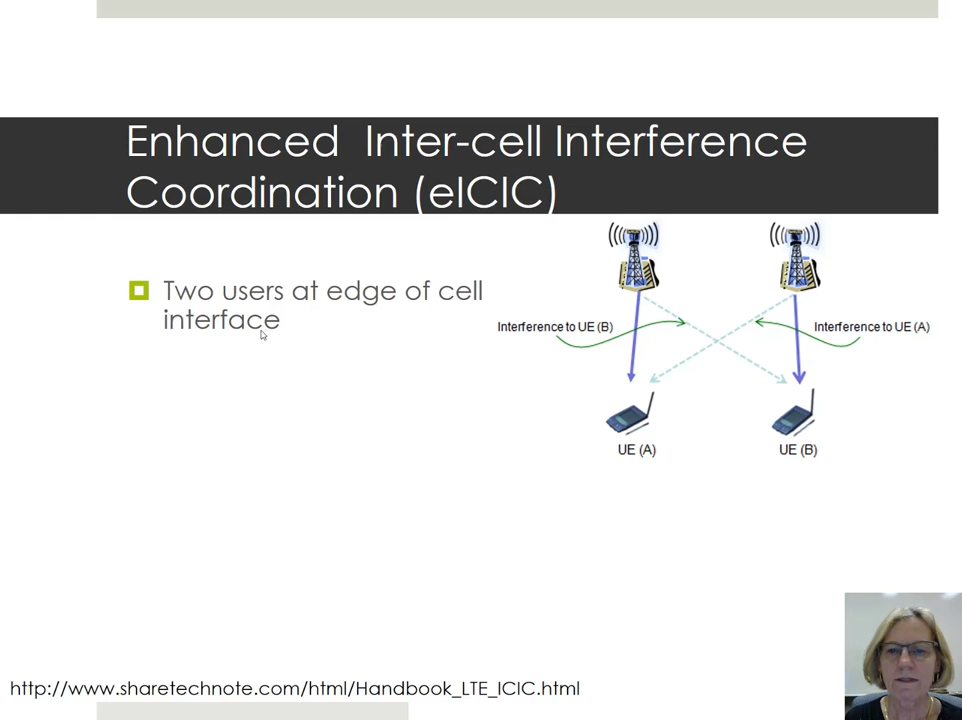 Enhanced  Inter-cell Interference
Coordination (eICIC)
Two users at edge of cell
interface
Interference to UE (B)
Interference to UE (A)
UE (A)
UE (B)
http://www.sharetechnote.com/html/Handbook_LTE_ICIC.html